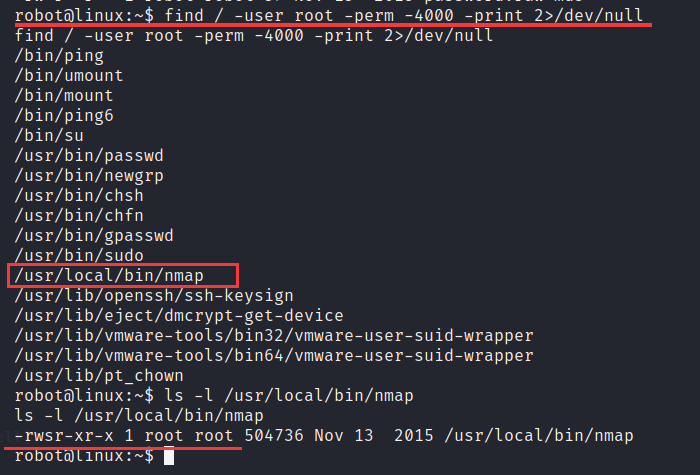 robot@linux:~$ find / -user root -perm -4000 -print 2>/dev/null
find / -user root -perm -4000 -print 2>/dev/null
/bin/ping
/bin/umount
/bin/mount
/bin/ping6
/bin/su
/usr/bin/passwd
/usr/bin/newgrp
/usr/bin/chsh
/usr/bin/chfn
/usr/bin/gpasswd
/usr/bin/sudo
/usr/local/bin/nmap
/usr/lib/openssh/ssh-keysign
/usr/lib/eject/dmcrypt-get-device
/usr/lib/vmware-tools/bin32/vmware-user-suid-wrapper
/usr/lib/vmware-tools/bin64/vmware-user-suid-wrapper
/usr/lib/pt_chown
robot@linux:~$ ls -l /usr/local/bin/nmap
ls -l /usr/local/bin/nmap
-rwsr-xr-x 1 root root 504736 Nov 13  2015 /usr/local/bin/nmap
robot@linux:~$